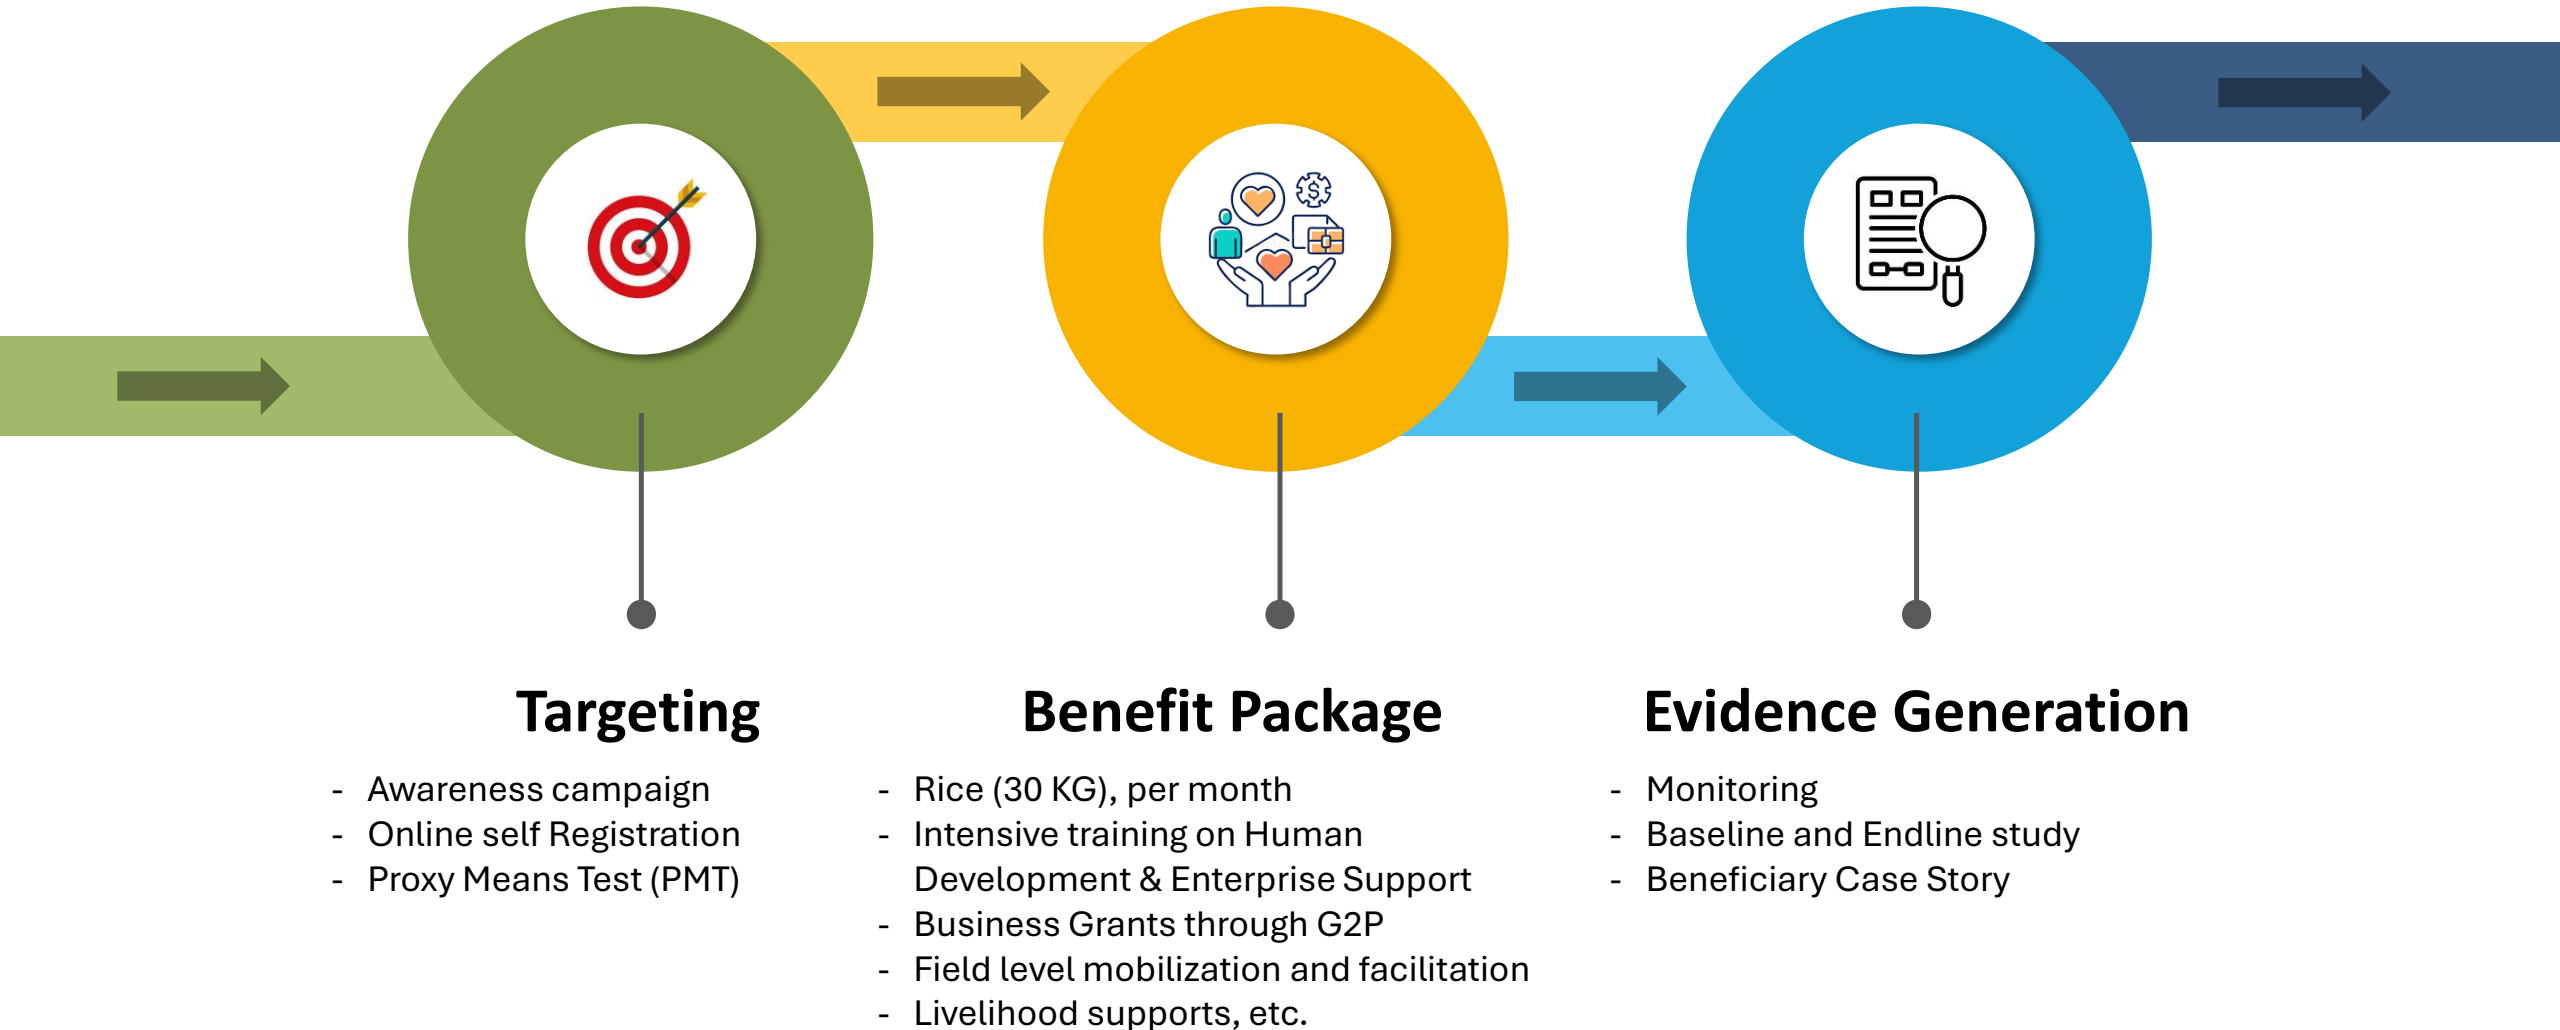 Targeting
- Awareness campaign
- Online self Registration
- Proxy Means Test (PMT)
Benefit Package
- Rice (30 KG), per month
- Intensive training on Human
Development & Enterprise Support
- Business Grants through G2P
- Field level mobilization and facilitation
- Livelihood supports, etc.
Evidence Generation
- Monitoring
- Baseline and Endline study
- Beneficiary Case Story